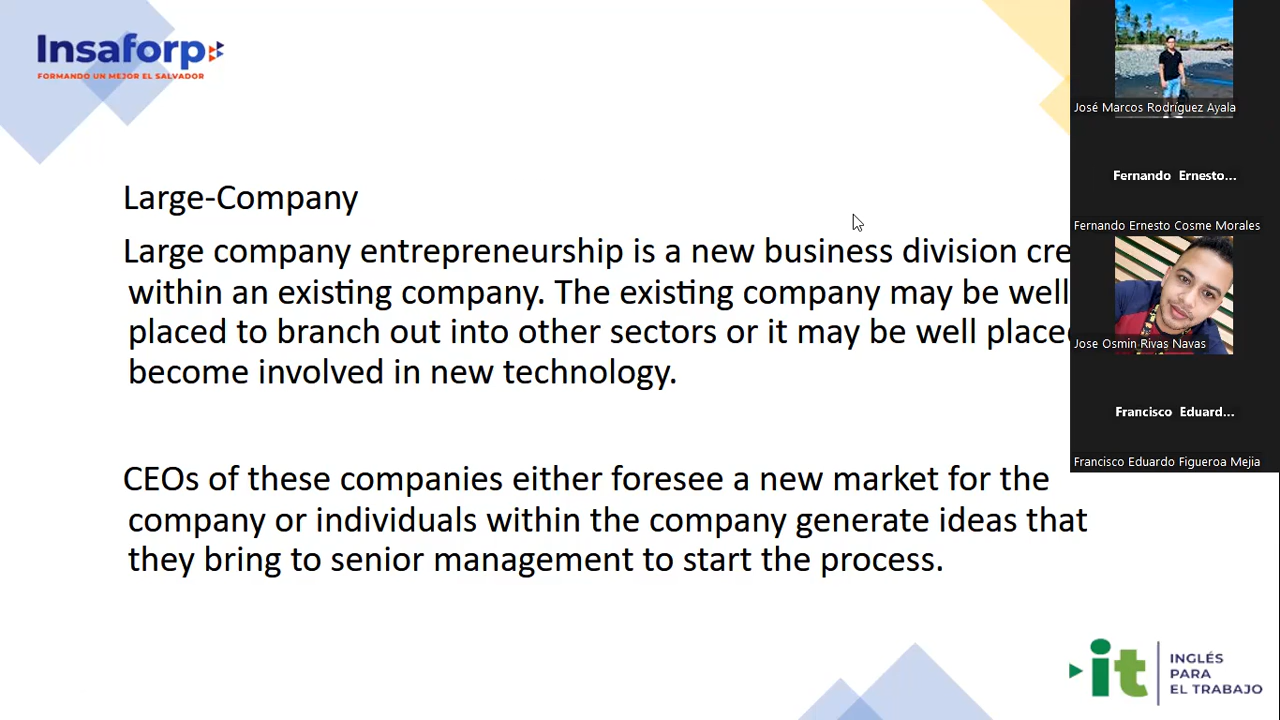 Insaforp
FORMANDO UN MEJOR EL SALVADOR
Large-Company
Large company entrepreneurship is a new business division cre
within an existing company. The existing company may be well
placed to branch out into other sectors or it may be well place
become involved in new technology.
CEOs of these companies either foresee a new market for the
company or individuals within the company generate ideas that
they bring to senior management to start the process.
José Marcos Rodríguez Ayala
Fernando Ernesto...
Fernando Ernesto Cosme Morales
Jose Osmin Rivas Navas
Francisco Eduard...
Francisco Eduardo Figueroa Mejia
it
INGLÉS
PARA
EL TRABAJO